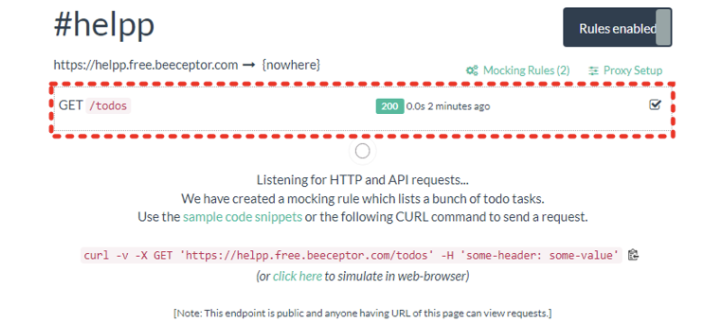 #helpp
Rules enabled
https://helpp.free.beeceptor.com → {nowhere}
Mocking Rules (2) Proxy Setup
GET /todos 200 0.0s 2 minutes ago
Listening for HTTP and API requests...
We have created a mocking rule which lists a bunch of todo tasks.
Use the sample code snippets or the following CURL command to send a request.
curl -v -X GET 'https://helpp.free.beeceptor.com/todos' -H 'some-header: some-value'
(or click here to simulate in web-browser)
[Note: This endpoint is public and anyone having URL of this page can view requests.]